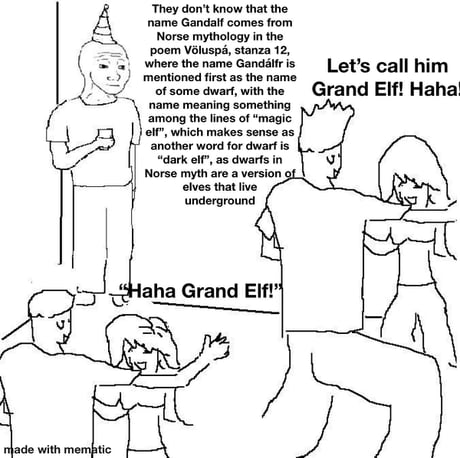 They don't know that the
name Gandalf comes from
Norse mythology in the
poem Völuspá, stanza 12,
where the name Gandálfr is
mentioned first as the name
of some dwarf, with the
name meaning something
among the lines of “magic
elf”, which makes sense as
another word for dwarf is
“dark elf”, as dwarfs in
Norse myth are a version of
elves that live
underground
Let’s call him
Grand Elf! Haha!
“Haha Grand Elf!”
made with mematic